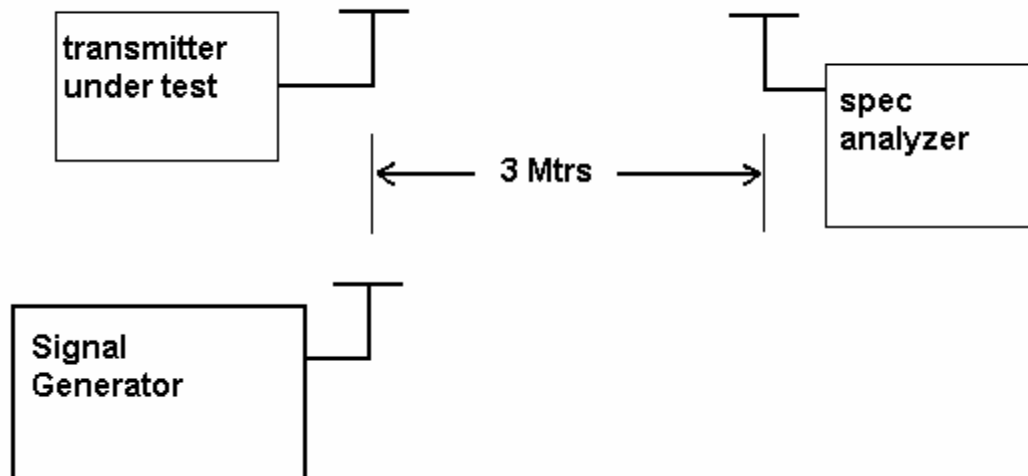 transmitter
under test
spec
analyzer
3 Mtrs
Signal
Generator